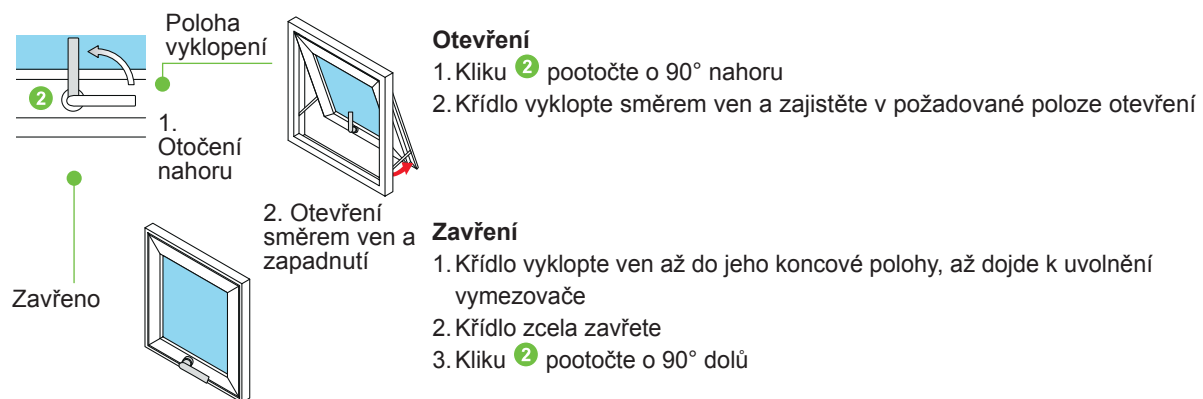 Poloha
vyklopení
2
1.
Otočení
nahoru
2. Otevření
směrem ven a
zapadnutí
Zavřeno
Otevření
1. Kliku 2 pootočte o 90° nahoru
2. Křídlo vyklopte směrem ven a zajistěte v požadované poloze otevření
Zavření
1. Křídlo vyklopte ven až do jeho koncové polohy, až dojde k uvolnění
vymezovače
2. Křídlo zcela zavřete
3. Kliku 2 pootočte o 90° dolů